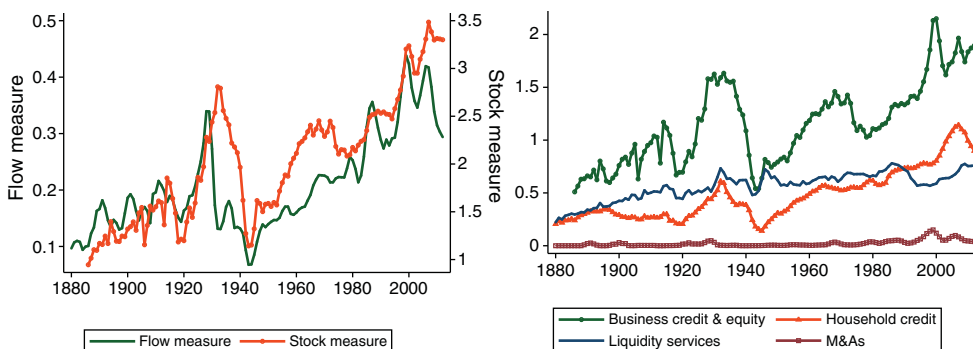 0.5
0.4
0.3
0.2
0.1
Flow measure
3.5
3
2.5
2
1.5
1
Stock measure
1880 1900 1920 1940 1960 1980 2000
Flow measure Stock measure
2
1.5
1
0.5
0
1880 1900 1920 1940 1960 1980 2000
Business credit & equity Household credit
Liquidity services M&As